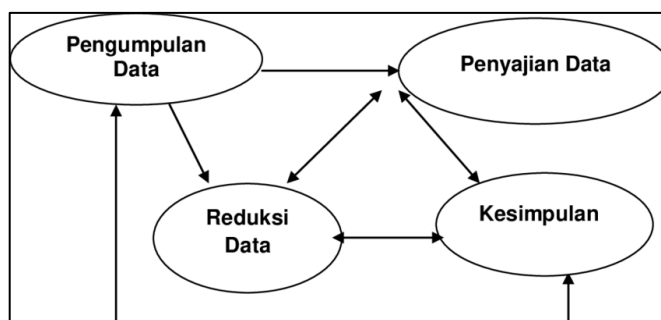 Pengumpulan
Data
Penyajian Data
Reduksi
Data
Kesimpulan